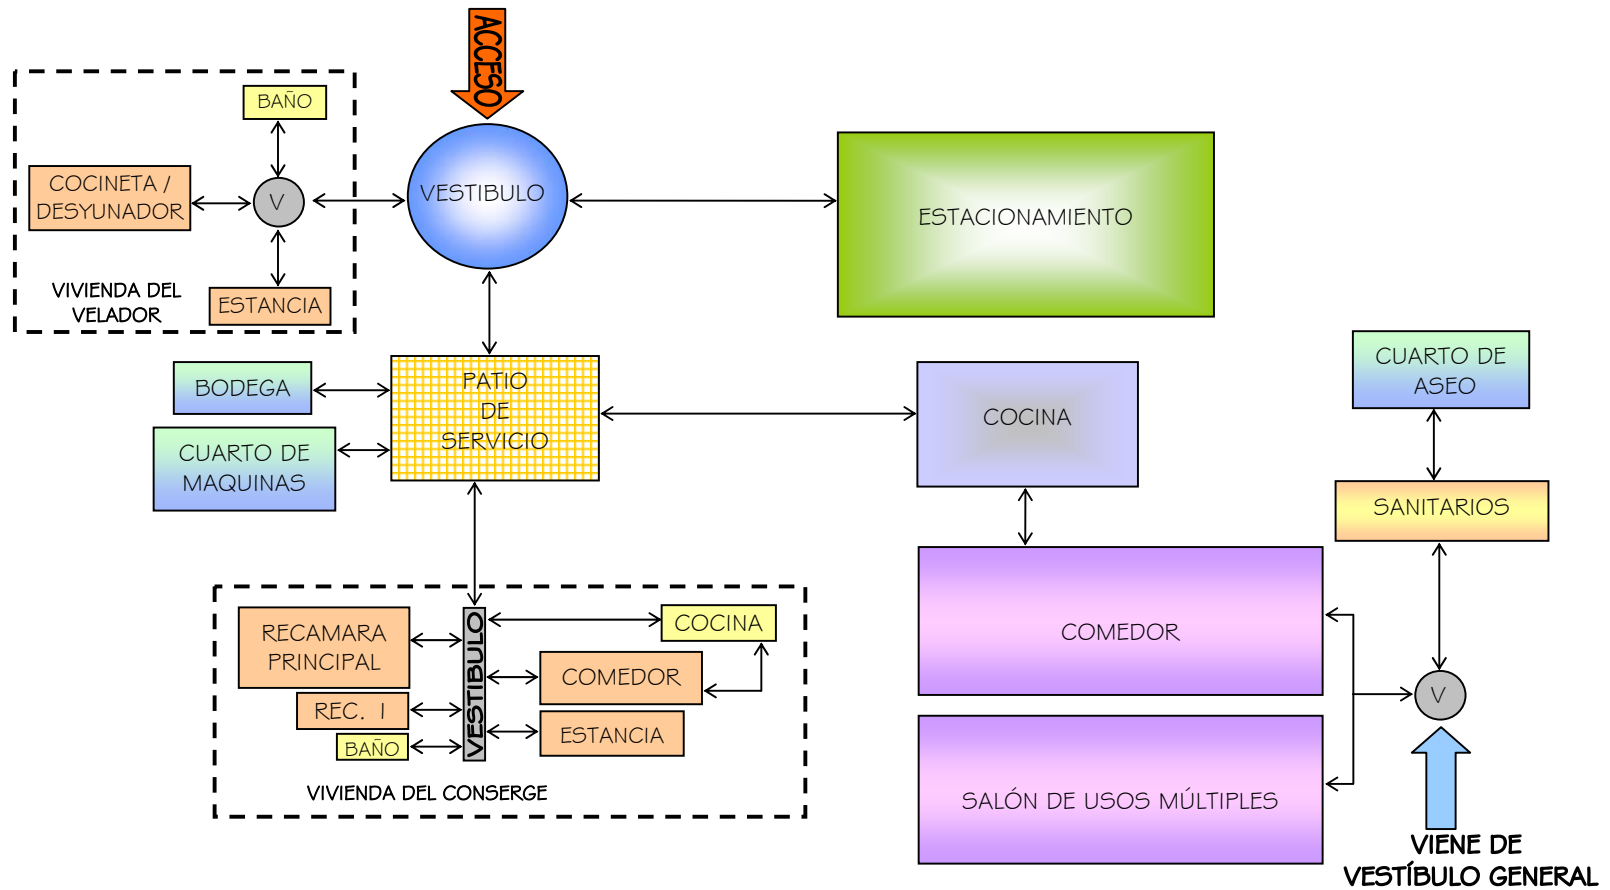 ACCESO
BAÑO
COCINETA /
DESYUNADOR
V
VESTIBULO
ESTACIONAMIENTO
VIVIENDA DEL
VELADOR
ESTANCIA
BODEGA
PATIO
DE
SERVICIO
CUARTO DE
MAQUINAS
COCINA
CUARTO DE
ASEO
SANITARIOS
RECAMARA
PRINCIPAL
REC. I
BAÑO
VESTIBULO
COCINA
COMEDOR
ESTANCIA
VIVIENDA DEL CONSERGE
COMEDOR
V
SALÓN DE USOS MÚLTIPLES
VIENE DE
VESTÍBULO GENERAL